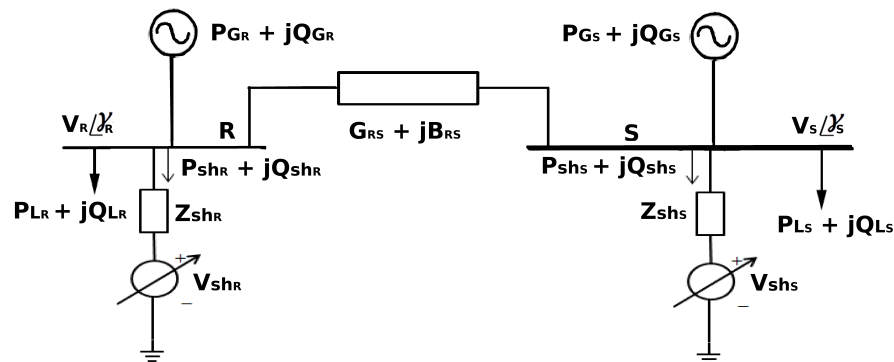 PGR + jQGR
PGS + jQGS
VR/γR
R
GRS + jBRS
S
VS/γS
PshR + jQshR
PshS + jQshS
PLR + jQLR
ZshR
ZshS
PLS + jQLS
+
VshR
−
+
VshS
−